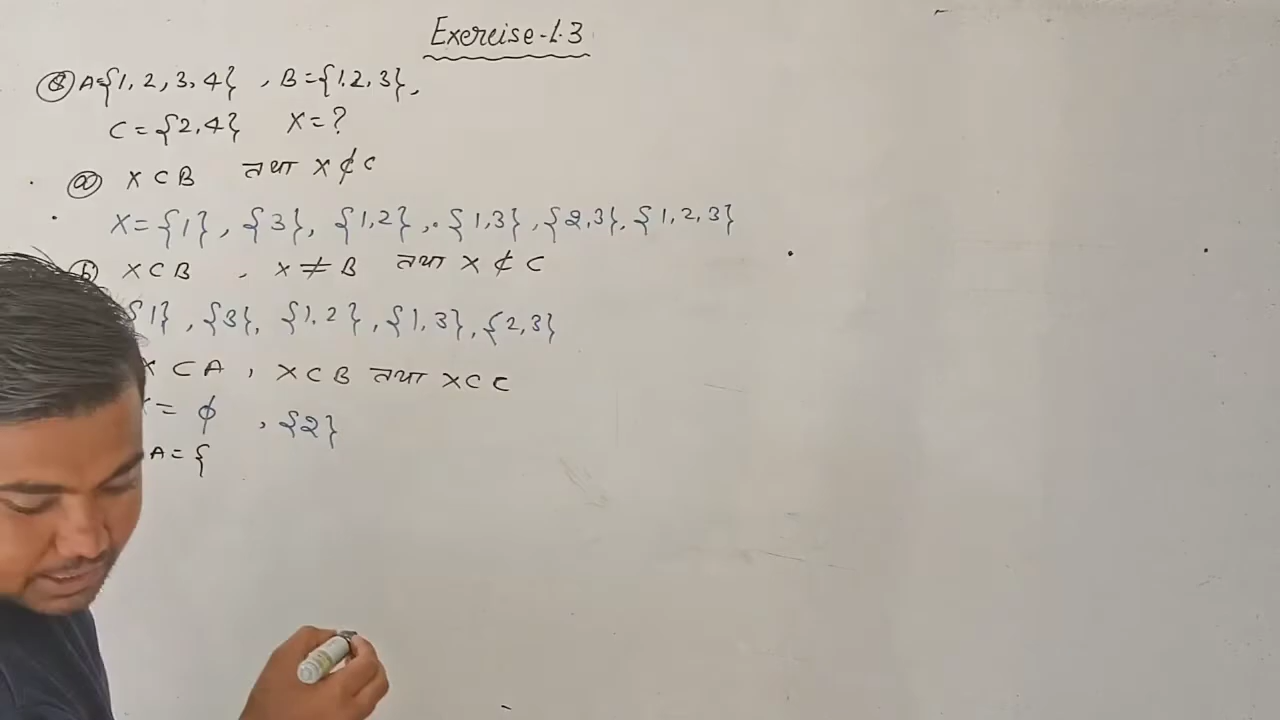 Exercise-1.3
⑧ A={1, 2, 3, 4} , B={1, 2, 3},
C = {2, 4} X = ?
ⓐ X ⊂ B तथा X ⊄ C
X = {1}, {3}, {1,2}, {1,3}, {2,3}, {1, 2, 3}
ⓑ X ⊂ B , X ≠ B तथा X ⊄ C
{1}, {3}, {1, 2}, {1, 3}, {2, 3}
X ⊂ A , X ⊂ B तथा X ⊂ C
= ϕ , {2}
A = {